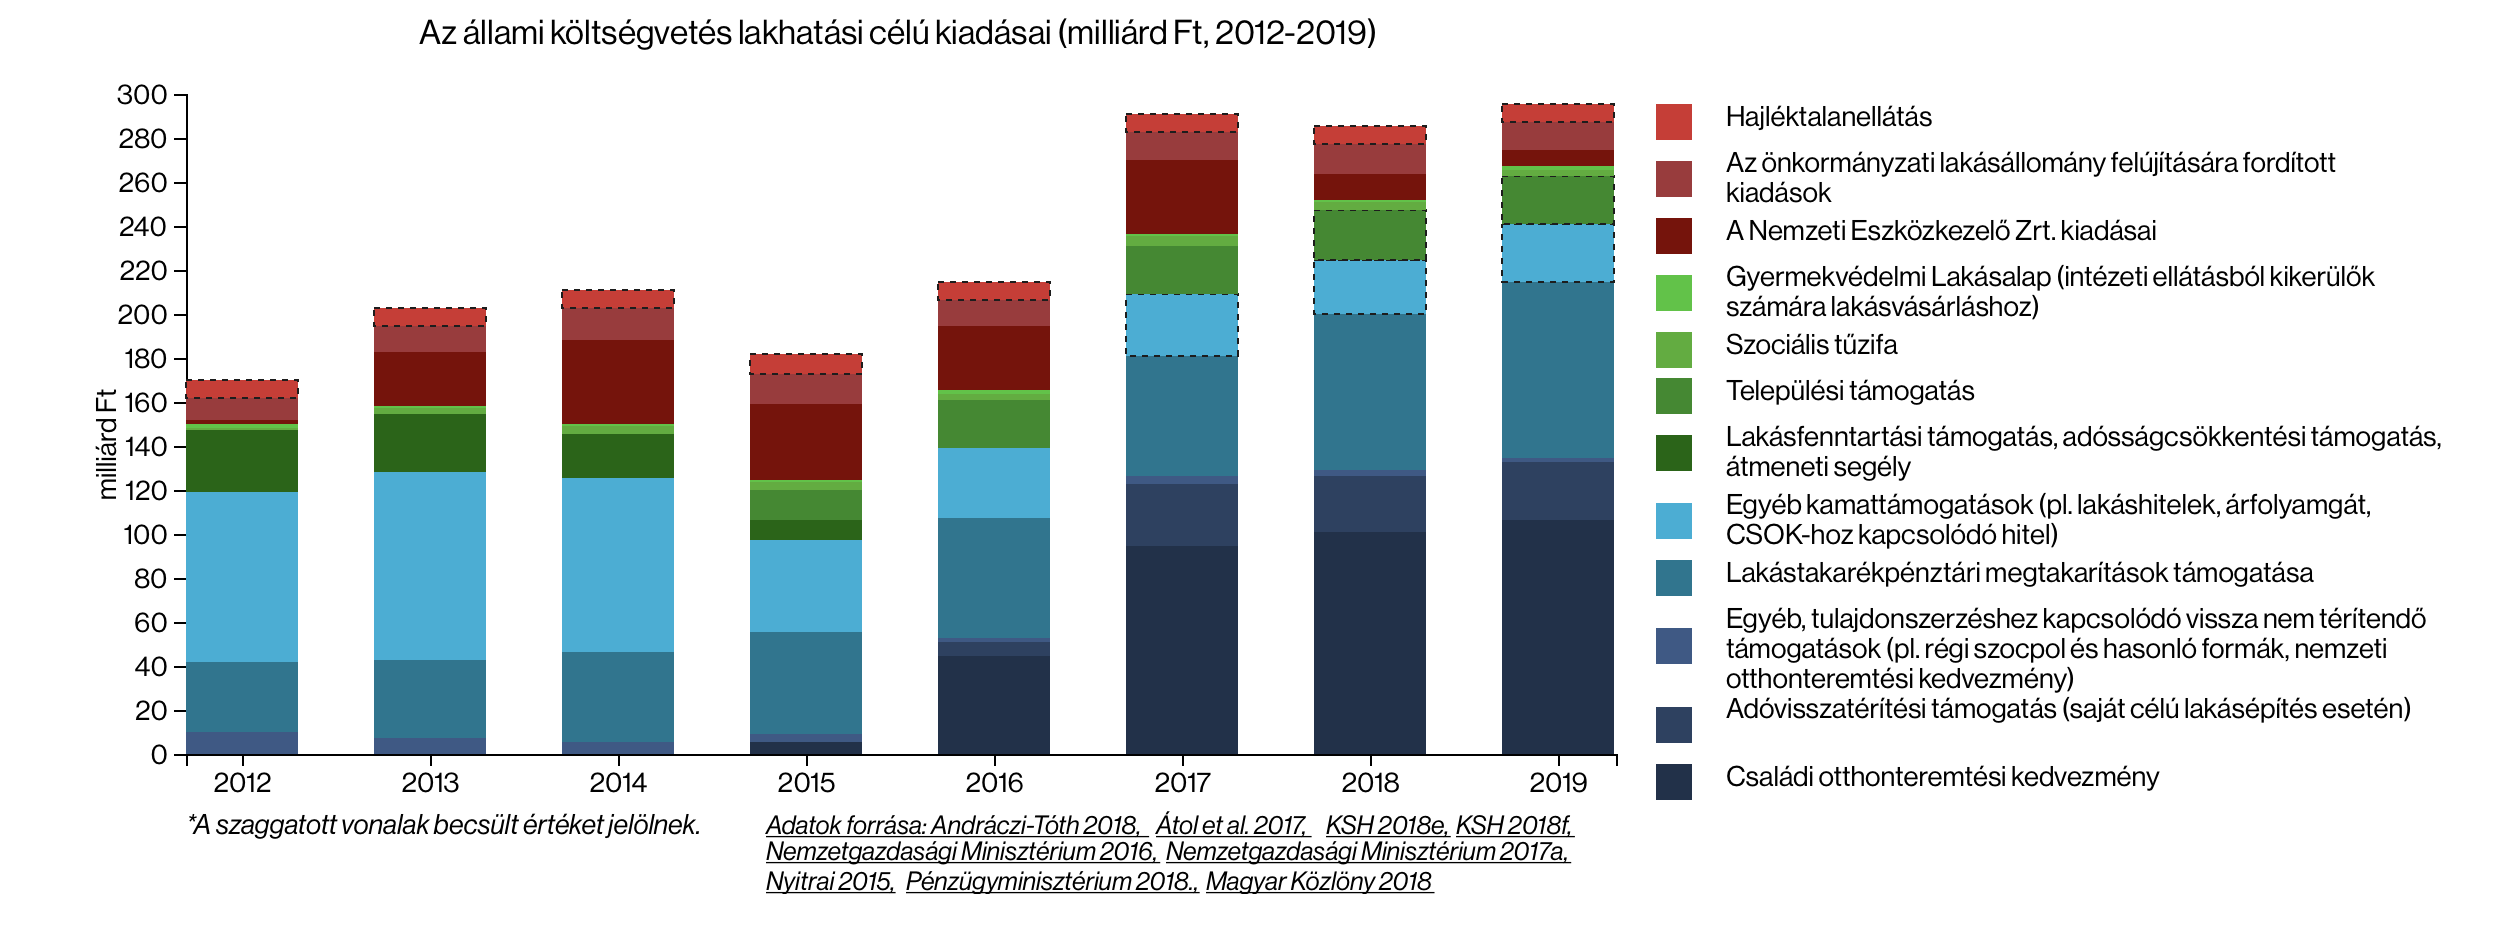 Az állami költségvetés lakhatási célú kiadásai (milliárd Ft, 2012-2019)
300
280
260
240
220
200
180
160
140
120
100
80
60
40
20
0
milliárd Ft
2012
2013
2014
2015
2016
2017
2018
2019
Hajléktalanellátás
Az önkormányzati lakásállomány felújítására fordított
kiadások
A Nemzeti Eszközkezelő Zrt. kiadásai
Gyermekvédelmi Lakásalap (intézeti ellátásból kikerülők
számára lakásvásárláshoz)
Szociális tűzifa
Települési támogatás
Lakásfenntartási támogatás, adósságcsökkentési támogatás,
átmeneti segély
Egyéb kamattámogatások (pl. lakáshitelek, árfolyamgát,
CSOK-hoz kapcsolódó hitel)
Lakástakarékpénztári megtakarítások támogatása
Egyéb, tulajdonszerzéshez kapcsolódó vissza nem térítendő
támogatások (pl. régi szocpol és hasonló formák, nemzeti
otthonteremtési kedvezmény)
Adóvisszatérítési támogatás (saját célú lakásépítés esetén)
Családi otthonteremtési kedvezmény
*A szaggatott vonalak becsült értéket jelölnek.
Adatok forrása: Andráczi-Tóth 2018, Átol et al. 2017, KSH 2018e, KSH 2018f,
Nemzetgazdasági Minisztérium 2016, Nemzetgazdasági Minisztérium 2017a,
Nyitrai 2015, Pénzügyminisztérium 2018., Magyar Közlöny 2018